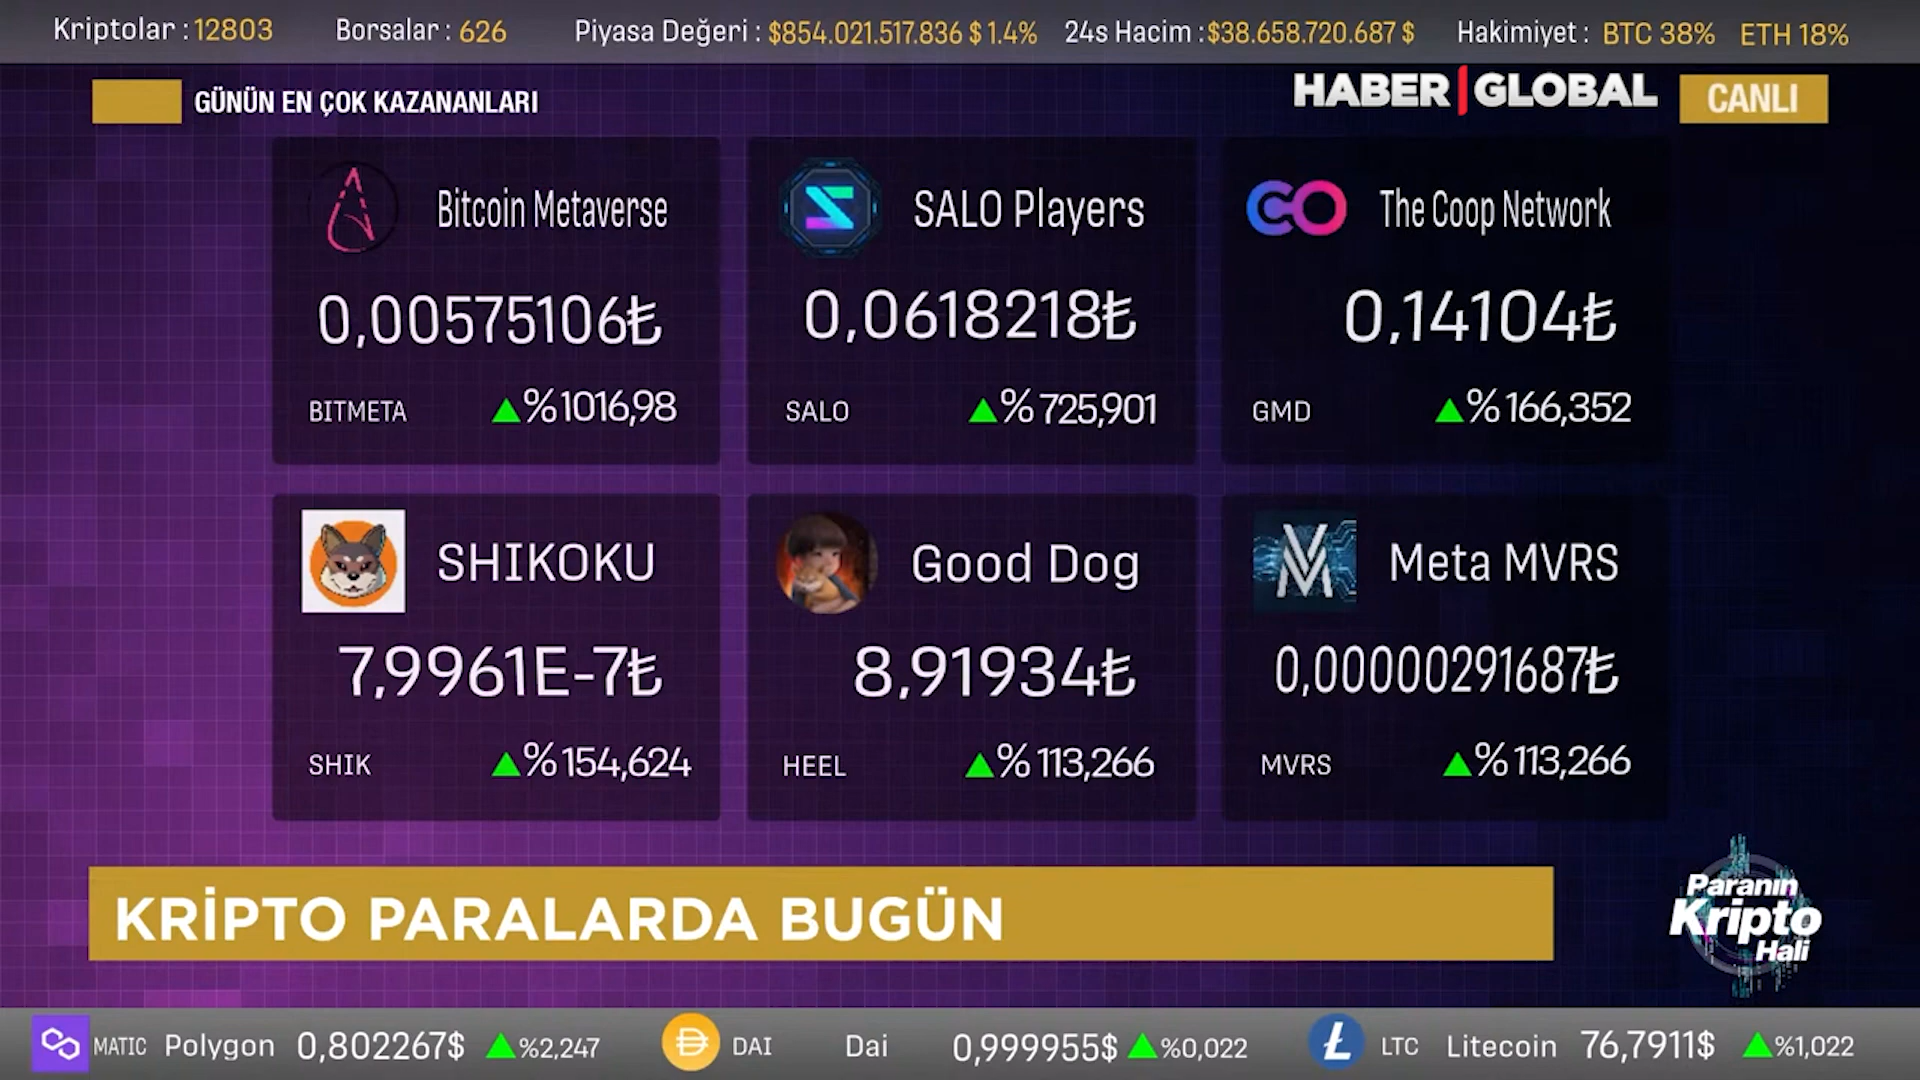 Kriptolar : 12803 Borsalar : 626 Piyasa Değeri : $854.021.517.836 $ 1.4% 24s Hacim : $38.658.720.687 $ Hakimiyet : BTC 38% ETH 18%
GÜNÜN EN ÇOK KAZANANLARI
HABER GLOBAL
CANLI
Bitcoin Metaverse
0,00575106₺
BITMETA %1016,98
SALO Players
0,0618218₺
SALO %725,901
The Coop Network
0,14104₺
GMD %166,352
SHIKOKU
7,9961E-7₺
SHIK %154,624
Good Dog
8,91934₺
HEEL %113,266
Meta MVRS
0,00000291687₺
MVRS %113,266
KRİPTO PARALARDA BUGÜN
Paranın
Kripto
Hali
MATIC Polygon 0,802267$ %2,247 DAI Dai 0,999955$ %0,022 LTC Litecoin 76,7911$ %1,022